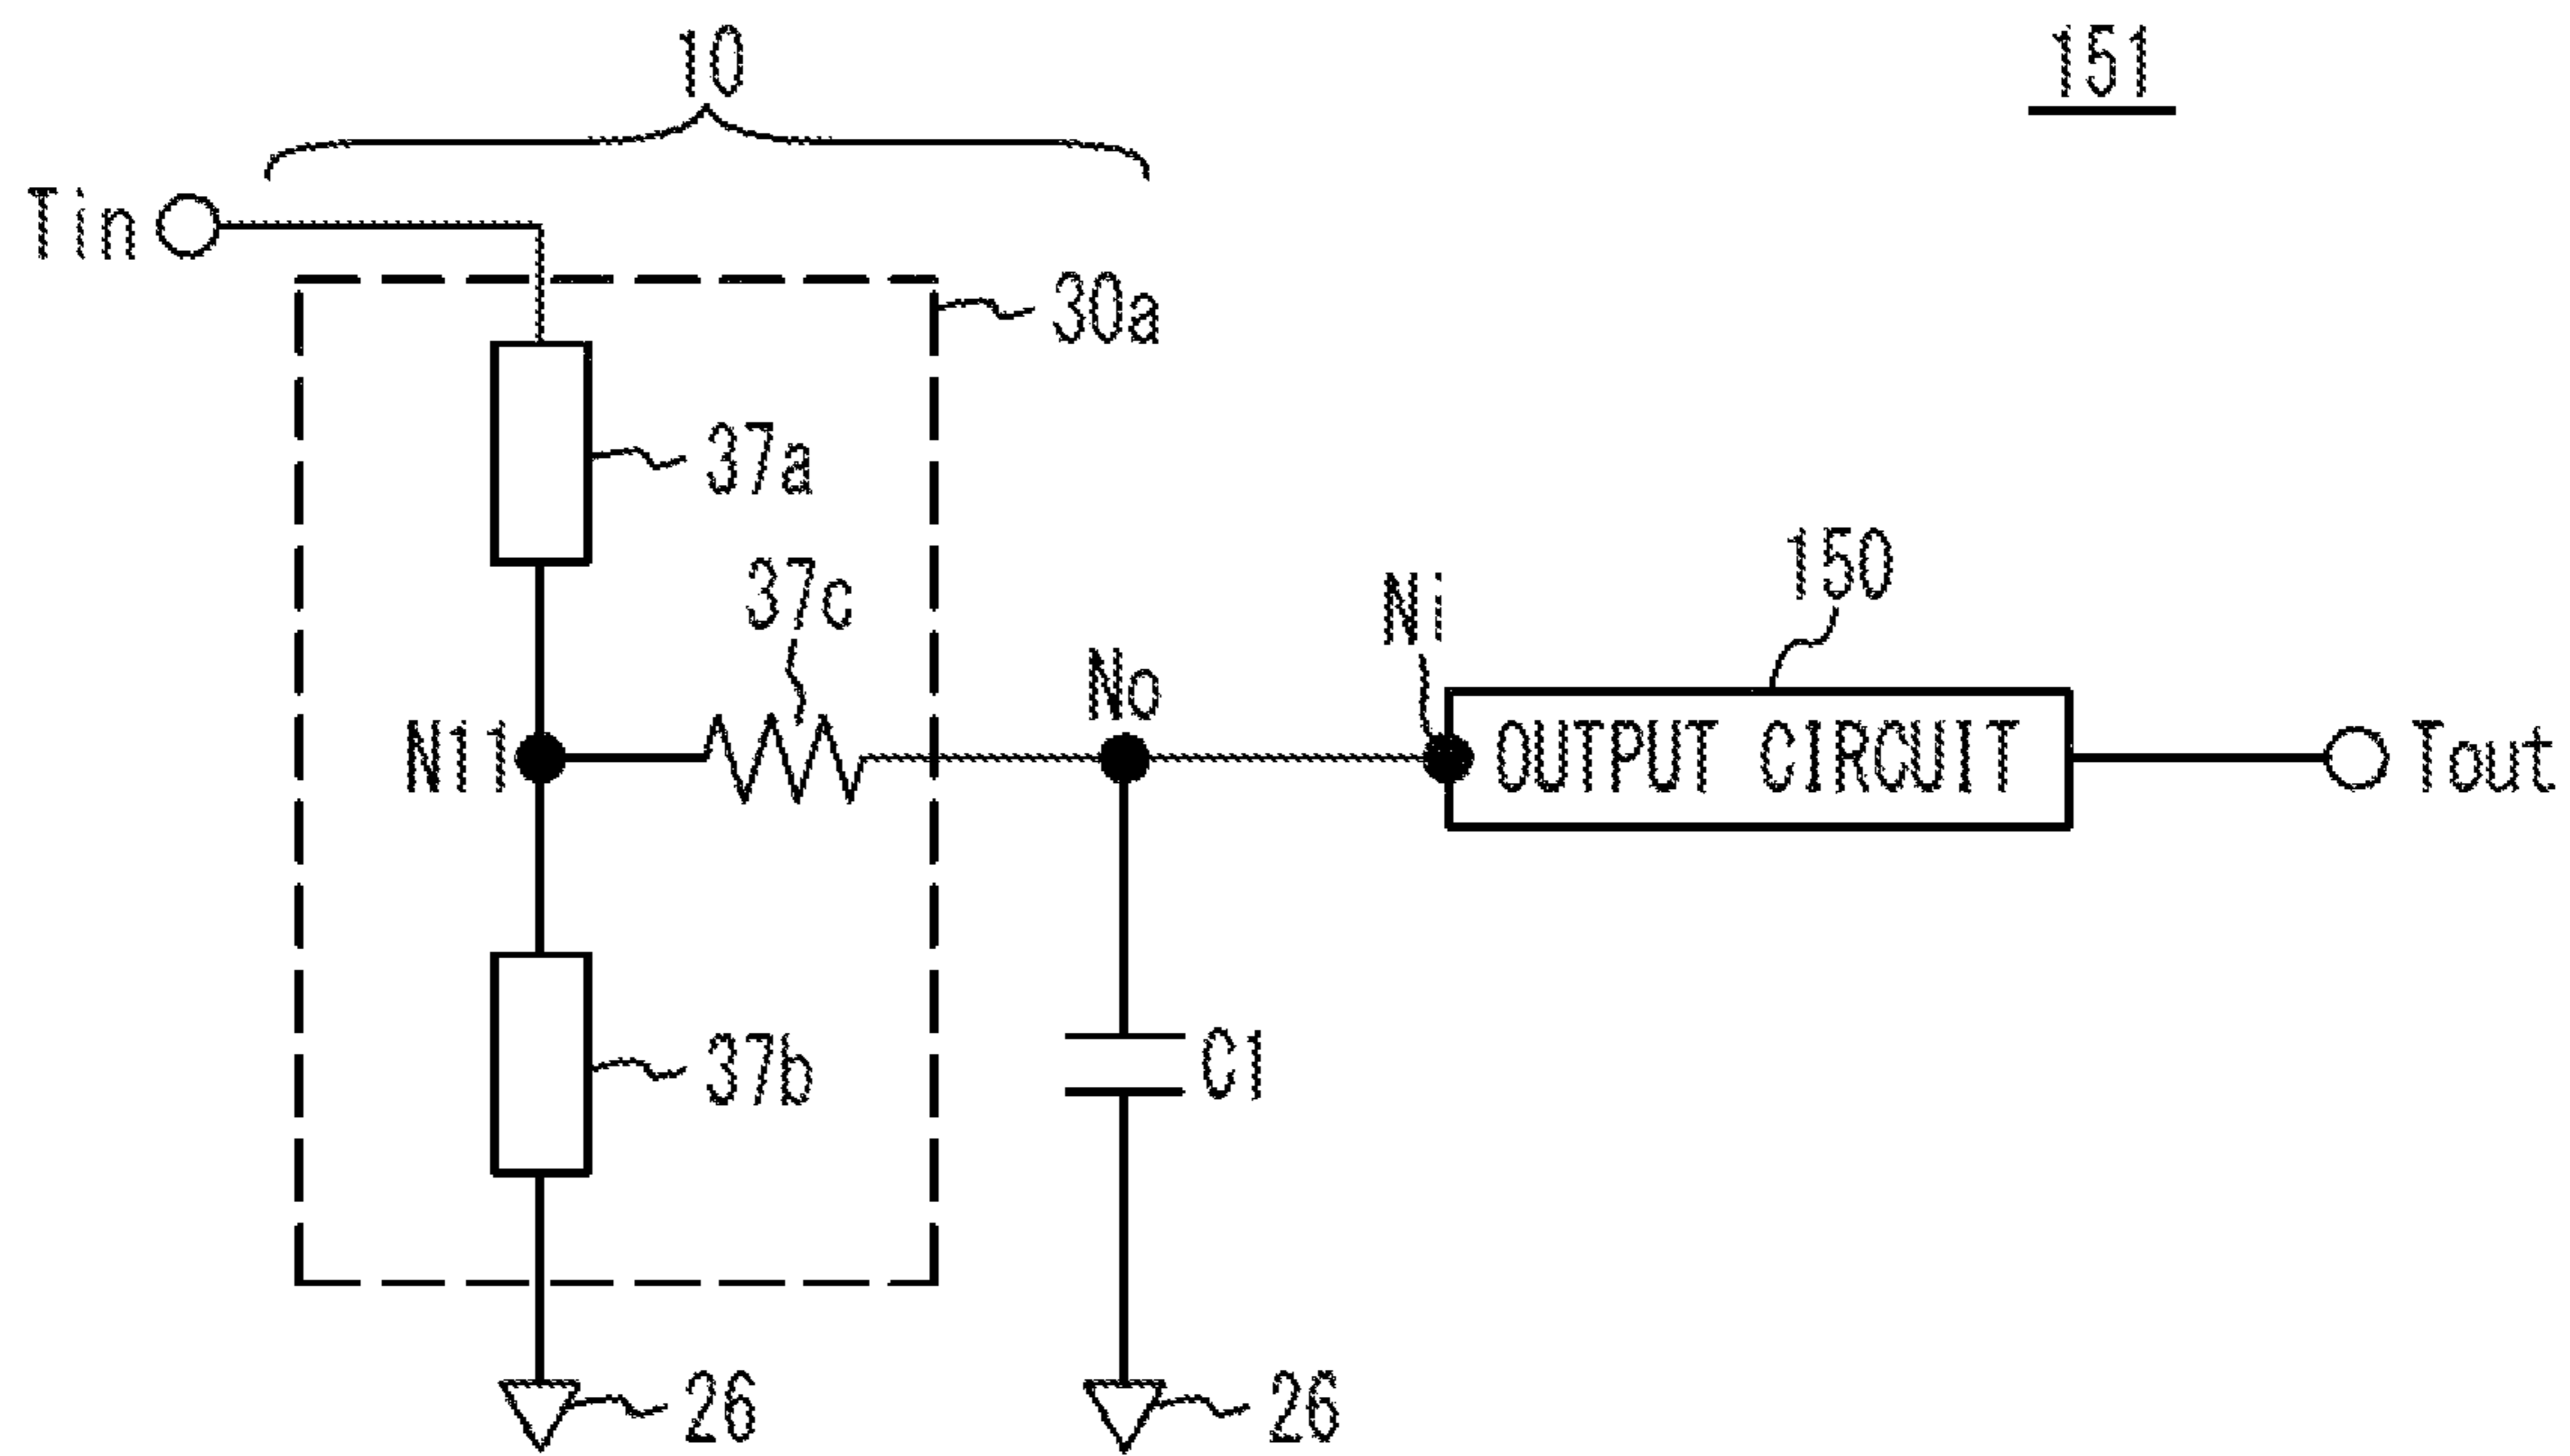 10
151
Tin
30a
37a
37c
150
Ni
No
N11
OUTPUT CIRCUIT
Tout
37b
C1
26
26